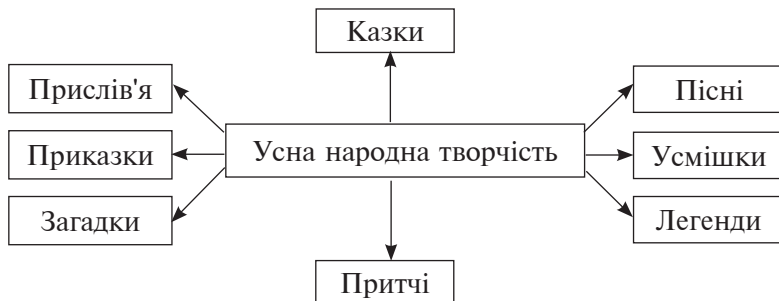 Казки
Прислів'я
Пісні
Усна народна творчість
Приказки
Усмішки
Загадки
Легенди
Притчі